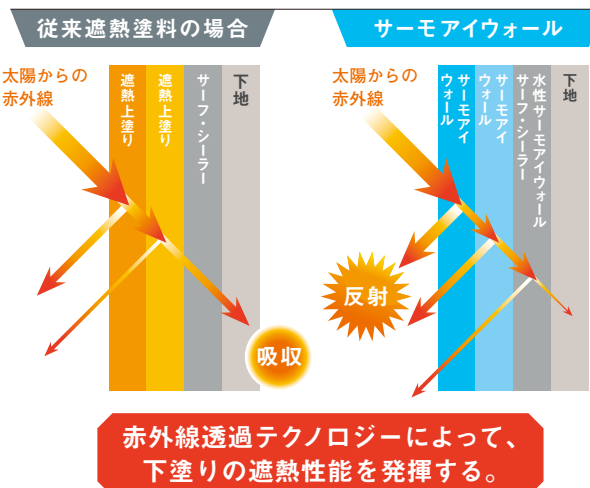 従来遮熱塗料の場合
太陽からの
赤外線
遮熱上塗り
遮熱上塗り
サーフ・シーラー
下地
吸収
サーモアイウォール
太陽からの
赤外線
サーモアイ
ウォール
サーモアイ
ウォール
水性サーモアイウォール
サーフ・シーラー
下地
反射
赤外線透過テクノロジーによって、
下塗りの遮熱性能を発揮する。